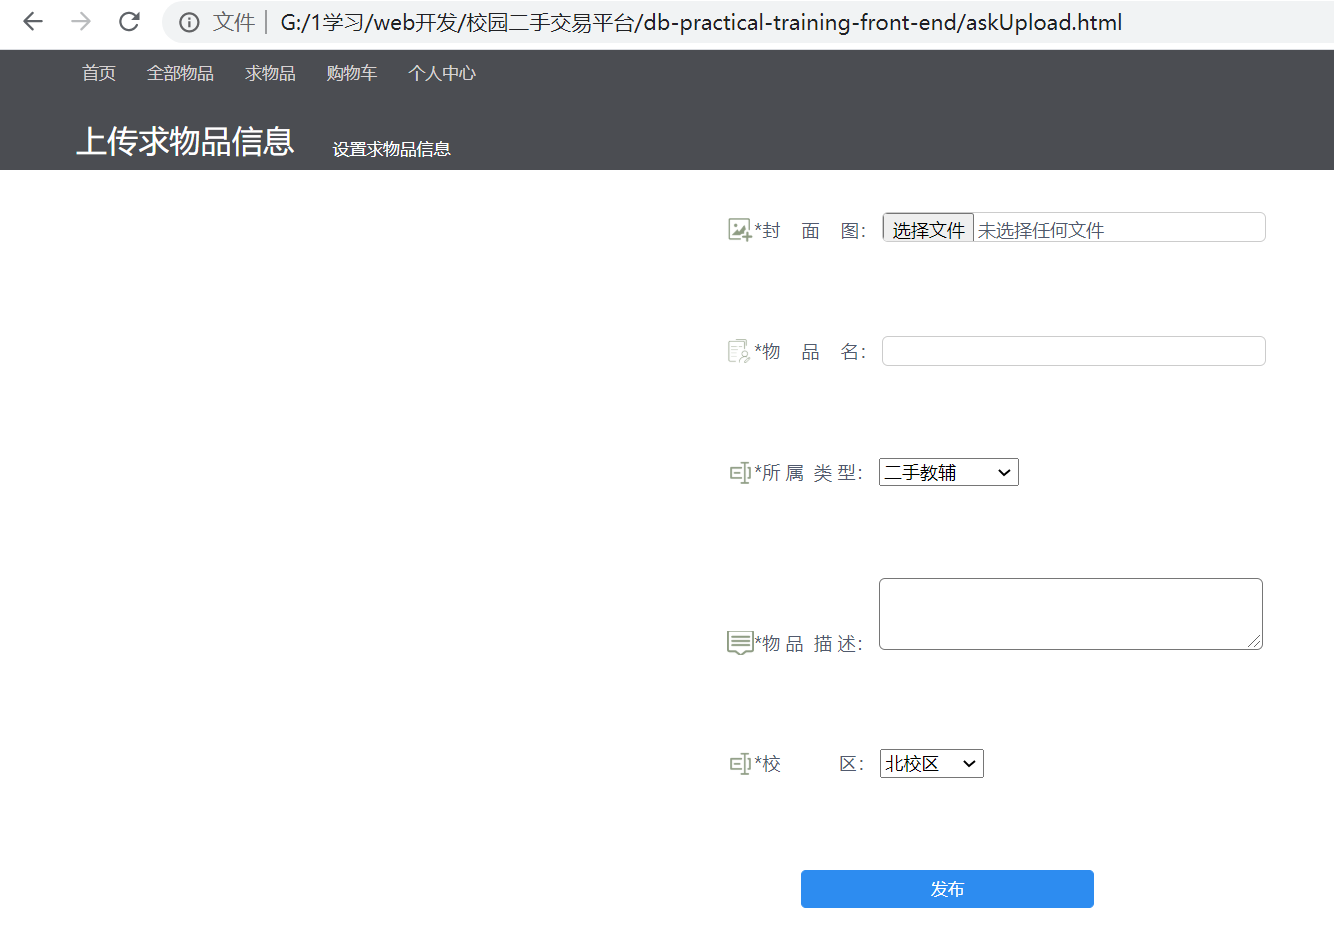 文件 G:/1学习/web开发/校园二手交易平台/db-practical-training-front-end/askUpload.html
首页 全部物品 求物品 购物车 个人中心
上传求物品信息 设置求物品信息
*封 面 图： 选择文件 未选择任何文件
*物 品 名：
*所 属 类 型： 二手教辅
*物 品 描 述：
*校 区： 北校区
发布